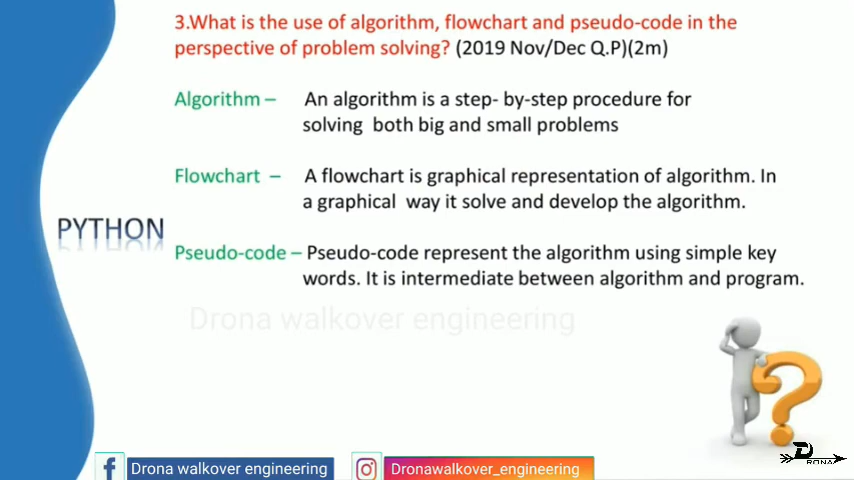 3.What is the use of algorithm, flowchart and pseudo-code in the
perspective of problem solving? (2019 Nov/Dec Q.P)(2m)
Algorithm – An algorithm is a step- by-step procedure for
solving both big and small problems
Flowchart – A flowchart is graphical representation of algorithm. In
a graphical way it solve and develop the algorithm.
PYTHON
Pseudo-code – Pseudo-code represent the algorithm using simple key
words. It is intermediate between algorithm and program.
Drona walkover engineering
Drona walkover engineering
Dronawalkover_engineering
DRONA